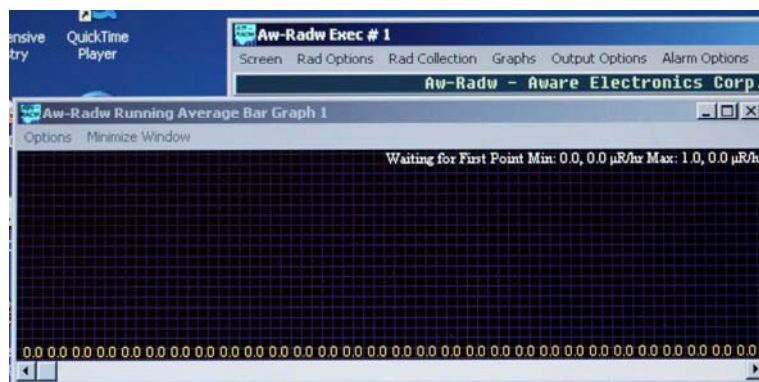 ensive QuickTime
try Player
Aw-Radw Exec # 1
Screen Rad Options Rad Collection Graphs Output Options Alarm Options
Aw-Radw - Aware Electronics Corp.
Aw-Radw Running Average Bar Graph 1
Options Minimize Window
Waiting for First Point Min: 0.0, 0.0 µR/hr Max: 1.0, 0.0 µR/h
0.0 0.0 0.0 0.0 0.0 0.0 0.0 0.0 0.0 0.0 0.0 0.0 0.0 0.0 0.0 0.0 0.0 0.0 0.0 0.0 0.0 0.0 0.0 0.0 0.0 0.0 0.0 0.0 0.0 0.0